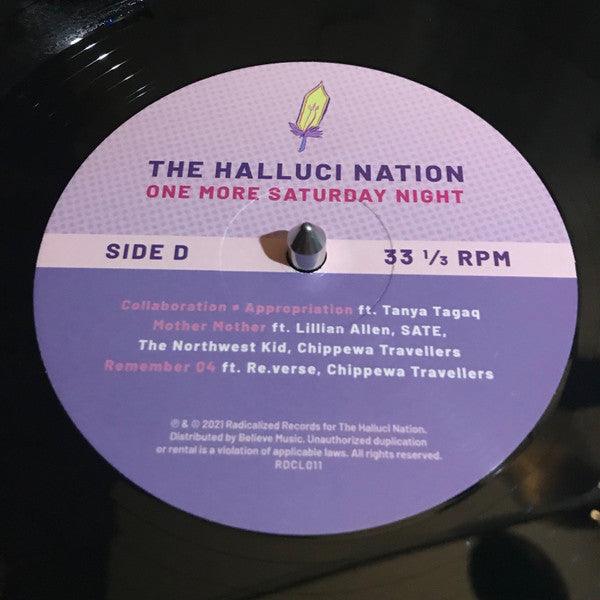 THE HALLUCI NATION
ONE MORE SATURDAY NIGHT
SIDE D 33 1/3 RPM
Collaboration ≠ Appropriation ft. Tanya Tagaq
Mother Mother ft. Lillian Allen, SATE,
The Northwest Kid, Chippewa Travellers
Remember 04 ft. Re.verse, Chippewa Travellers
℗ & © 2021 Radicalized Records for The Halluci Nation.
Distributed by Believe Music. Unauthorized duplication
or rental is a violation of applicable laws. All rights reserved.
RDCL011